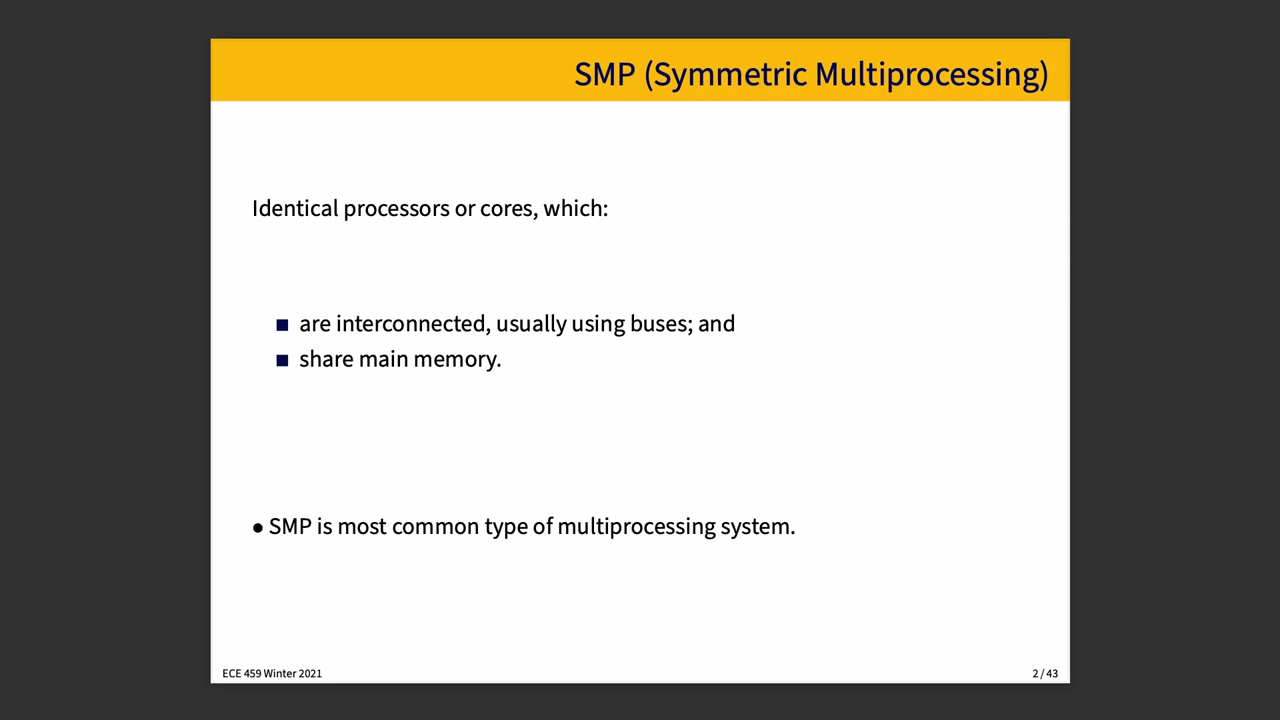 SMP (Symmetric Multiprocessing)
Identical processors or cores, which:
■ are interconnected, usually using buses; and
■ share main memory.
● SMP is most common type of multiprocessing system.
ECE 459 Winter 2021
2 / 43